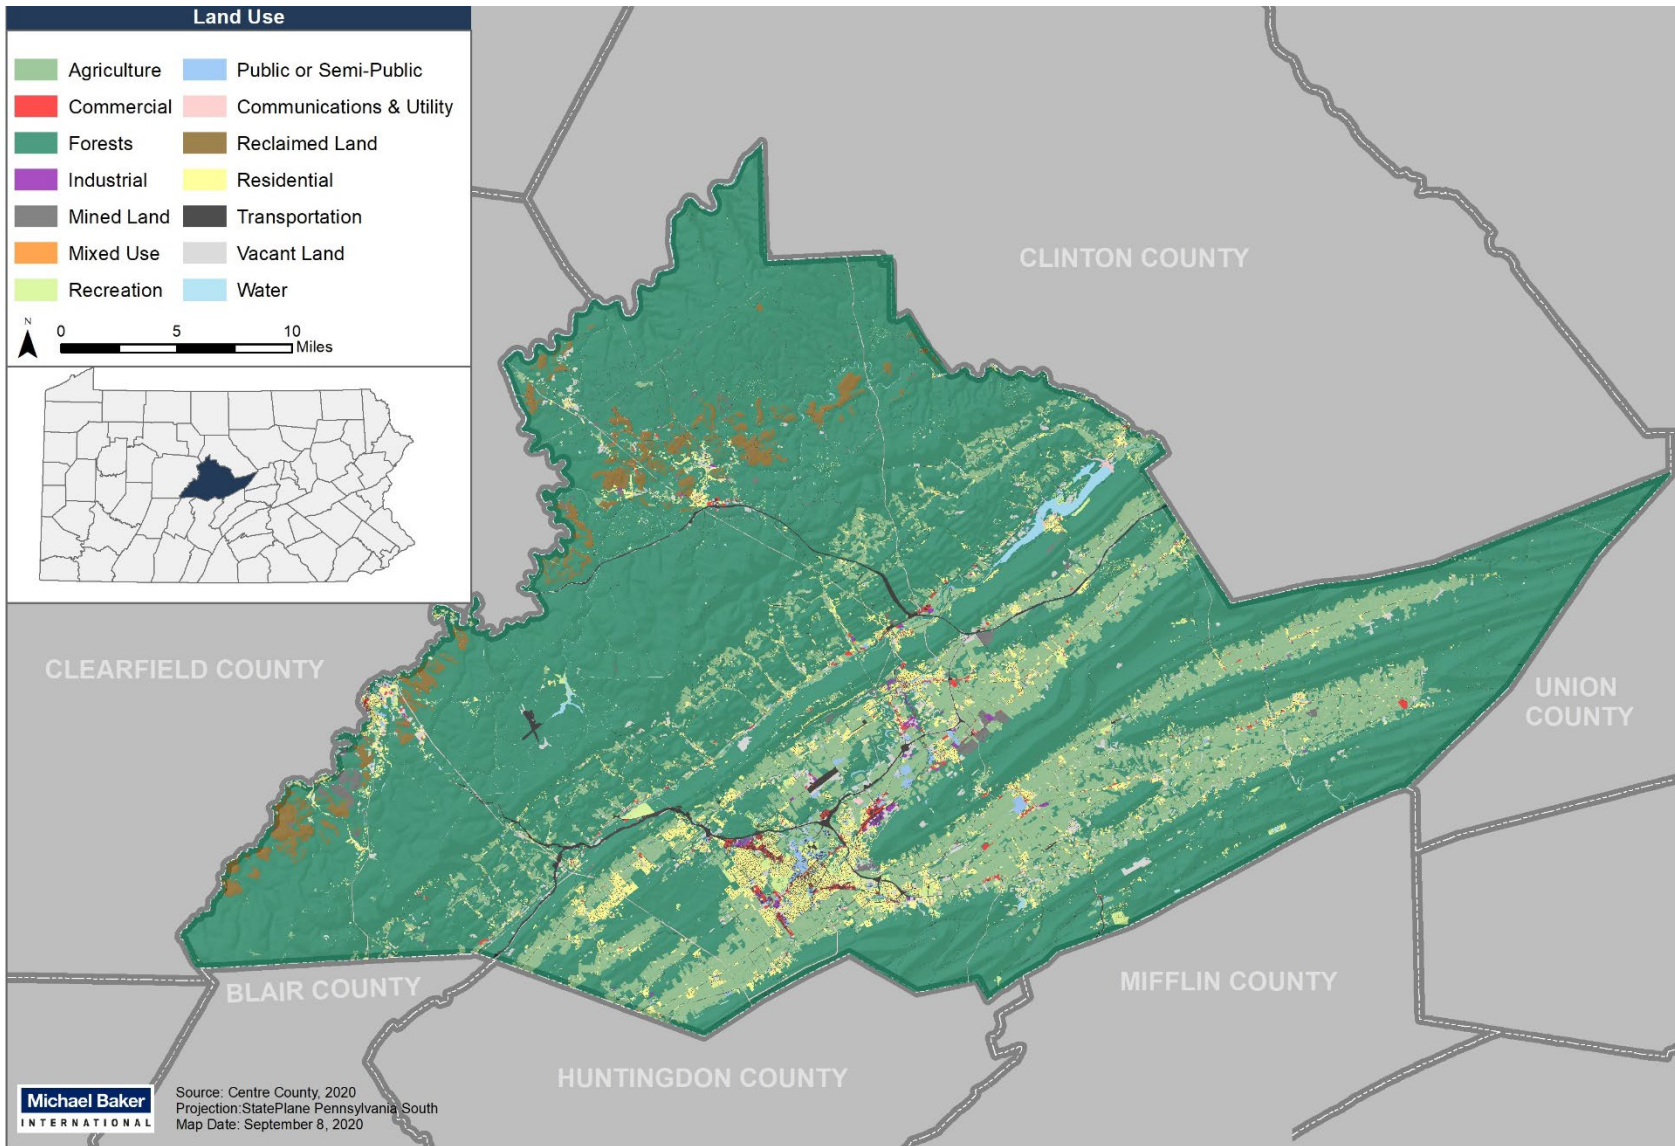 Land Use
Agriculture
Commercial
Forests
Industrial
Mined Land
Mixed Use
Recreation
Public or Semi-Public
Communications & Utility
Reclaimed Land
Residential
Transportation
Vacant Land
Water
N
0 5 10
Miles
CLINTON COUNTY
CLEARFIELD COUNTY
UNION
COUNTY
BLAIR COUNTY
MIFFLIN COUNTY
HUNTINGDON COUNTY
Michael Baker
INTERNATIONAL
Source: Centre County, 2020
Projection:StatePlane Pennsylvania South
Map Date: September 8, 2020